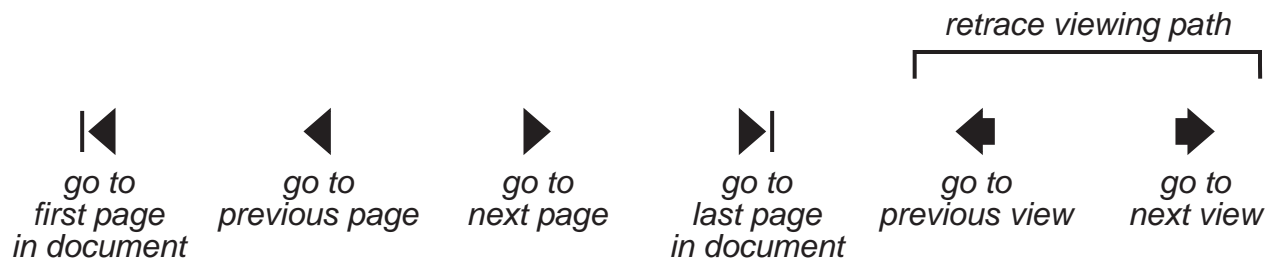 retrace viewing path
go to
first page
in document
go to
previous page
go to
next page
go to
last page
in document
go to
previous view
go to
next view